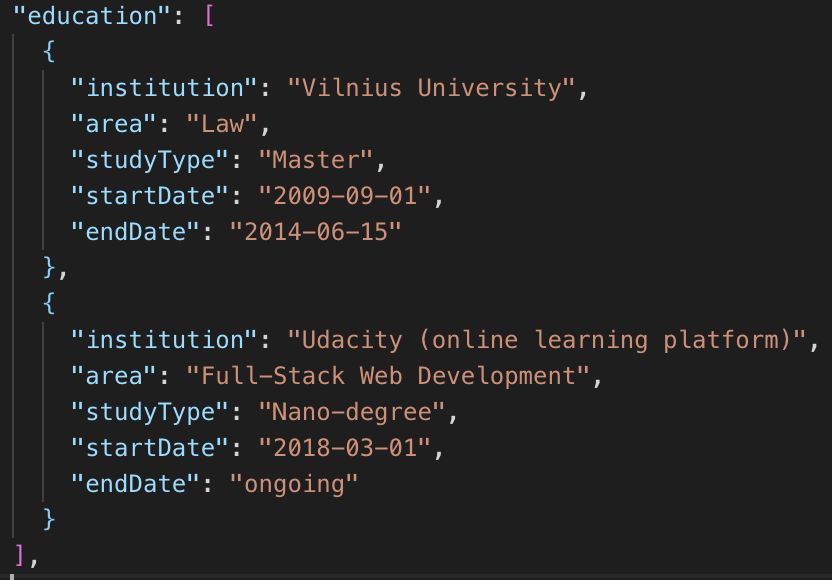 "education": [
{
"institution": "Vilnius University",
"area": "Law",
"studyType": "Master",
"startDate": "2009-09-01",
"endDate": "2014-06-15"
},
{
"institution": "Udacity (online learning platform)",
"area": "Full-Stack Web Development",
"studyType": "Nano-degree",
"startDate": "2018-03-01",
"endDate": "ongoing"
}
],